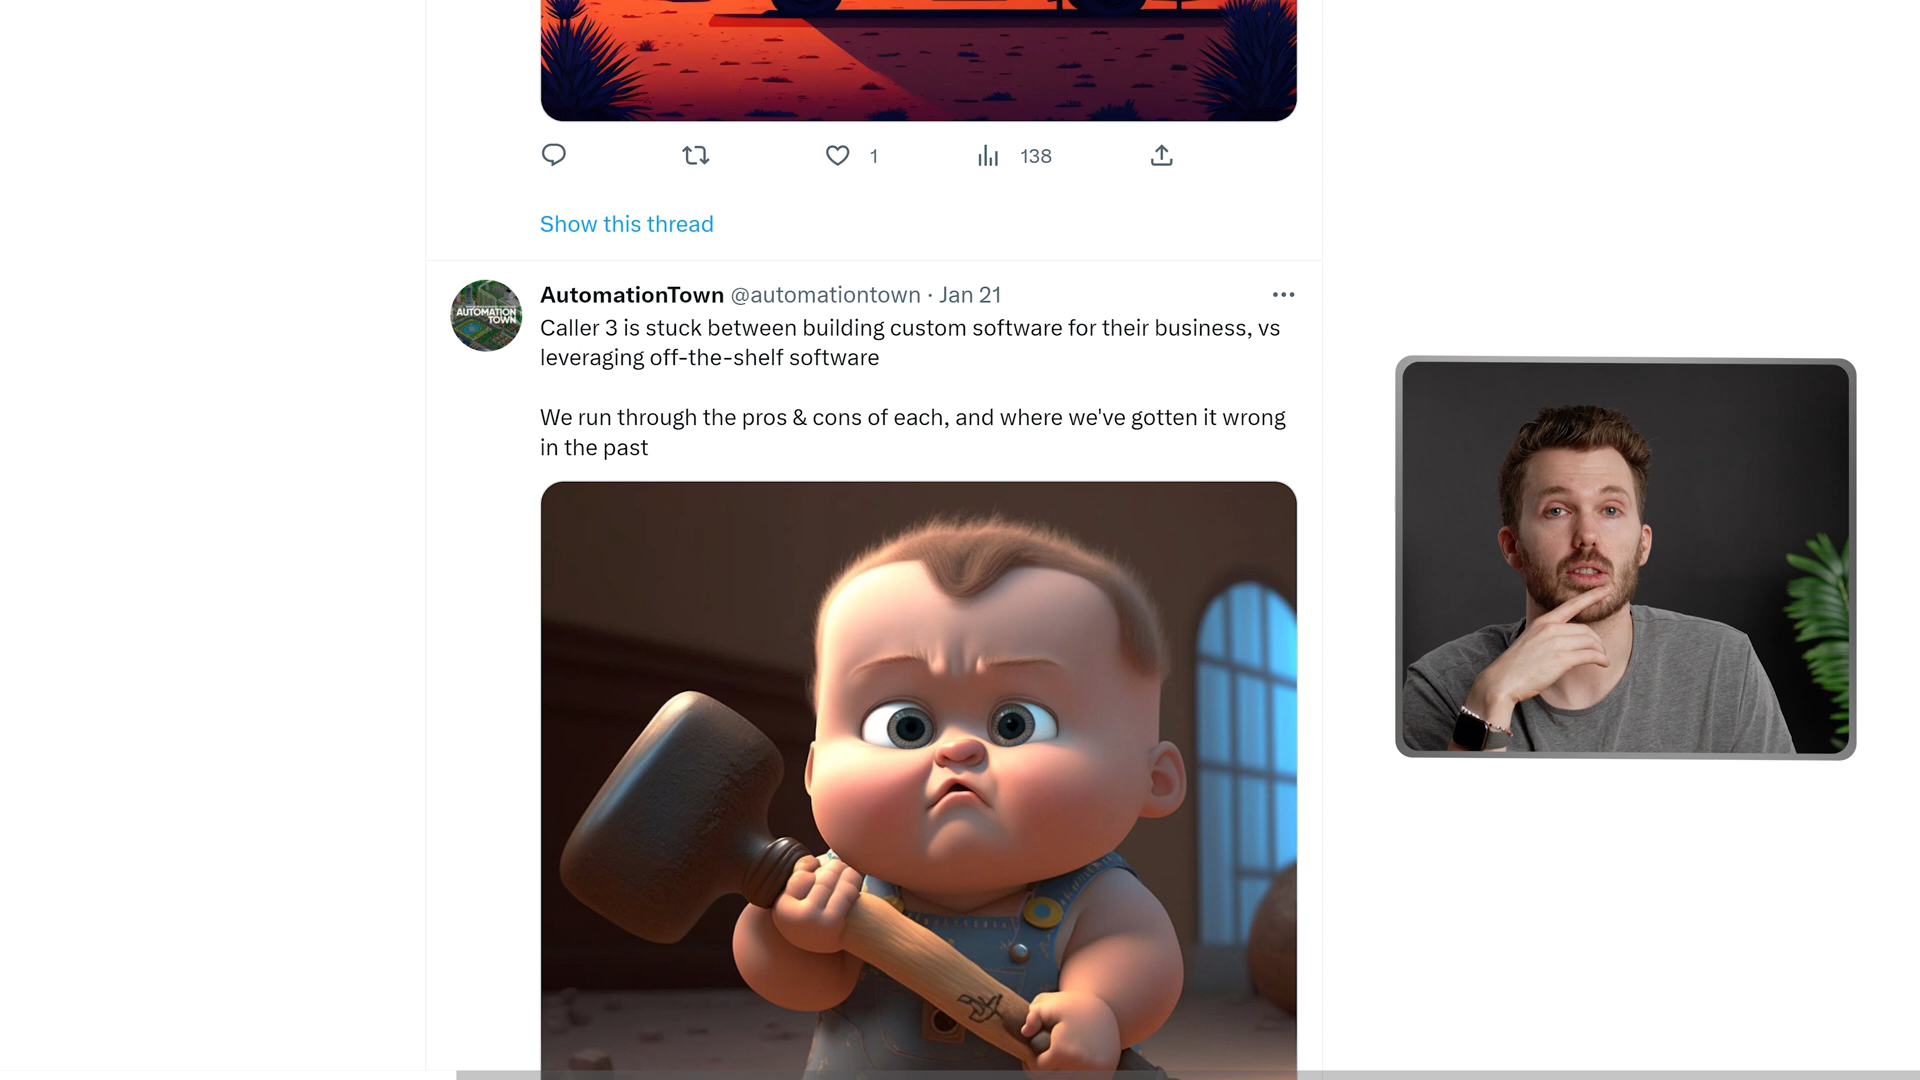 1
138
Show this thread
AUTOMATION
TOWN
AutomationTown @automationtown · Jan 21
Caller 3 is stuck between building custom software for their business, vs
leveraging off-the-shelf software
We run through the pros & cons of each, and where we've gotten it wrong
in the past